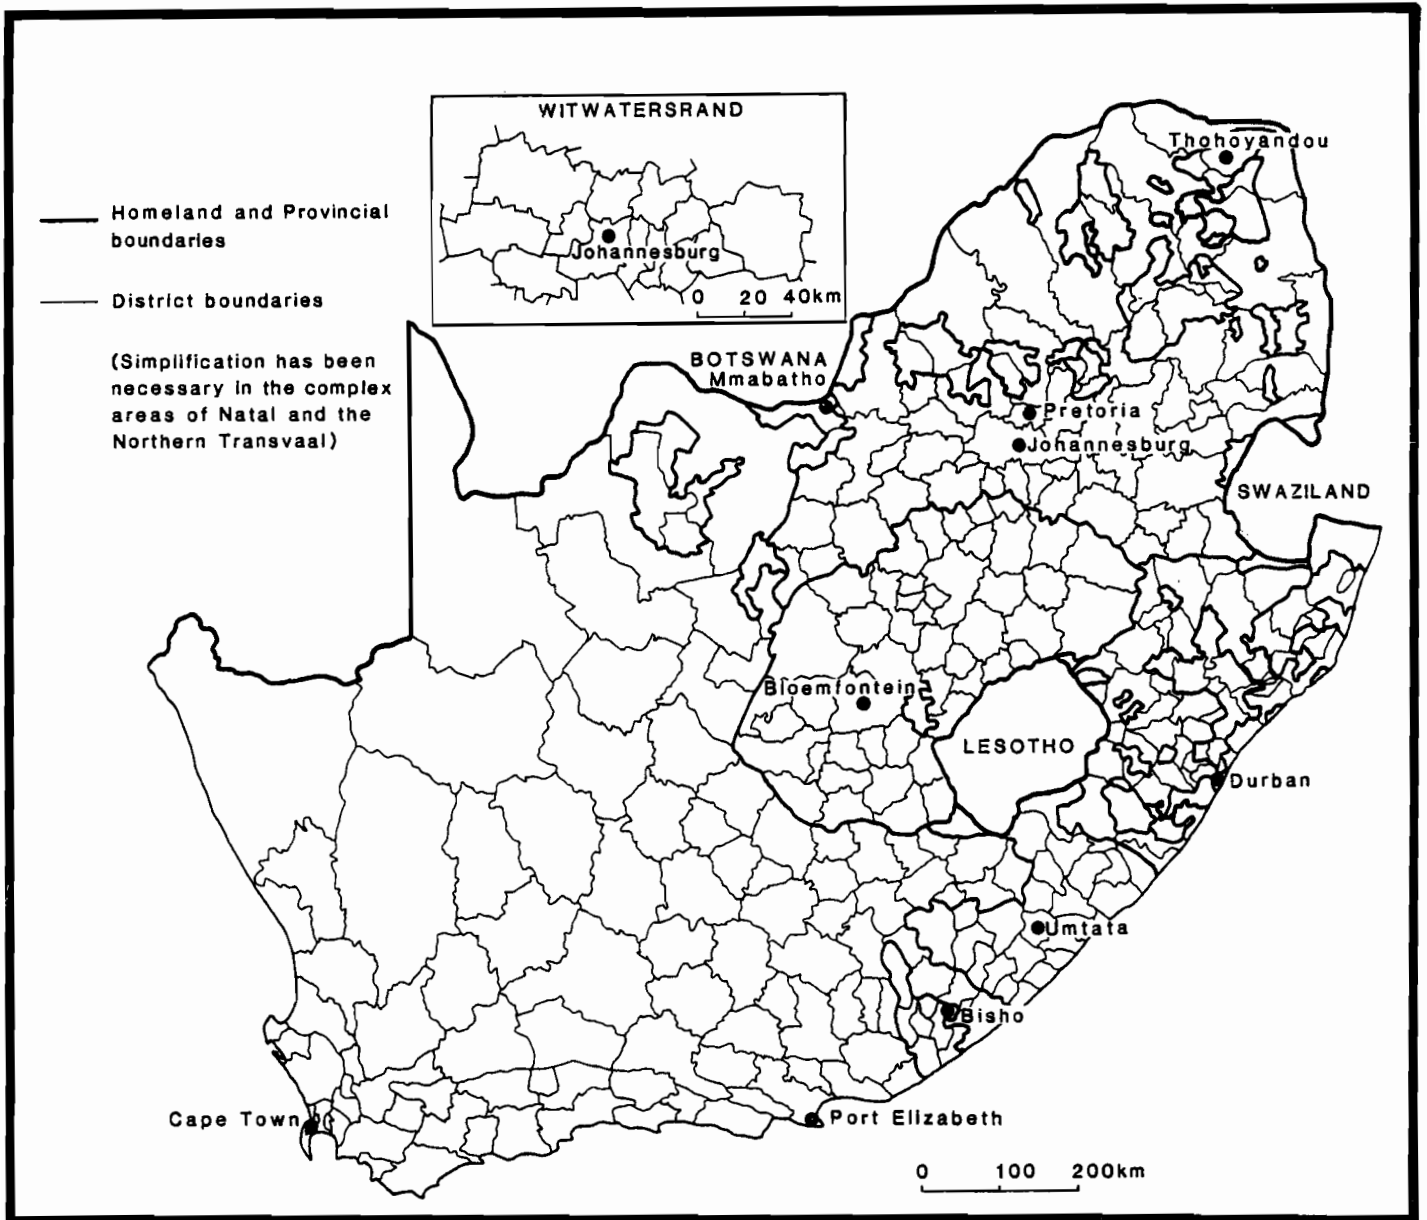 WITWATERSRAND
Johannesburg
0 20 40km
Homeland and Provincial
boundaries
District boundaries
(Simplification has been
necessary in the complex
areas of Natal and the
Northern Transvaal)
Thohoyandou
BOTSWANA
Mmabatho
Pretoria
Johannesburg
SWAZILAND
Bloemfontein
LESOTHO
Durban
Umtata
Bisho
Cape Town
Port Elizabeth
0 100 200km